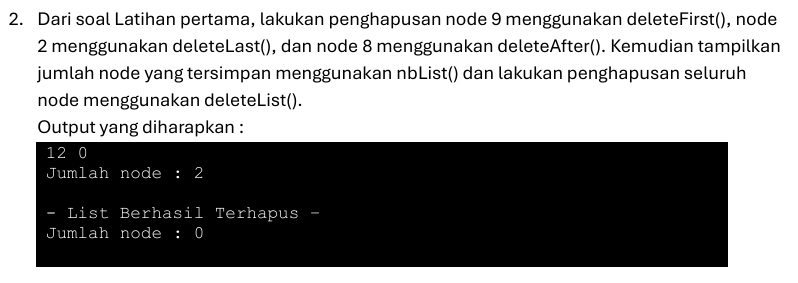 2. Dari soal Latihan pertama, lakukan penghapusan node 9 menggunakan deleteFirst(), node
2 menggunakan deleteLast(), dan node 8 menggunakan deleteAfter(). Kemudian tampilkan
jumlah node yang tersimpan menggunakan nbList() dan lakukan penghapusan seluruh
node menggunakan deleteList().
Output yang diharapkan :
12 0
Jumlah node : 2
- List Berhasil Terhapus –
Jumlah node : 0